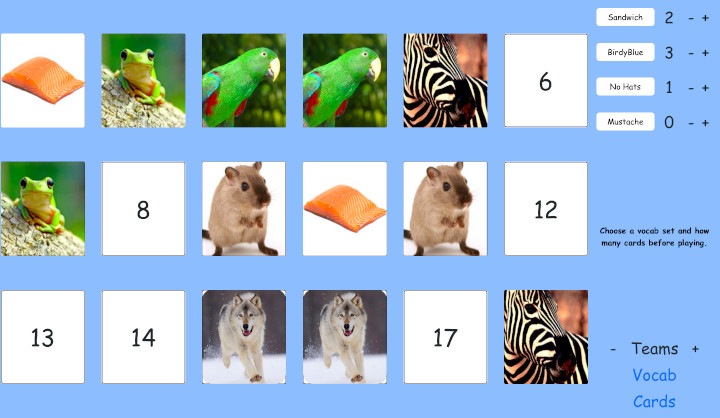 Sandwich 2 - +
BirdyBlue 3 - +
6
No Hats 1 - +
Mustache 0 - +
8
12
Choose a vocab set and how
many cards before playing.
13
14
17
- Teams +
Vocab
Cards